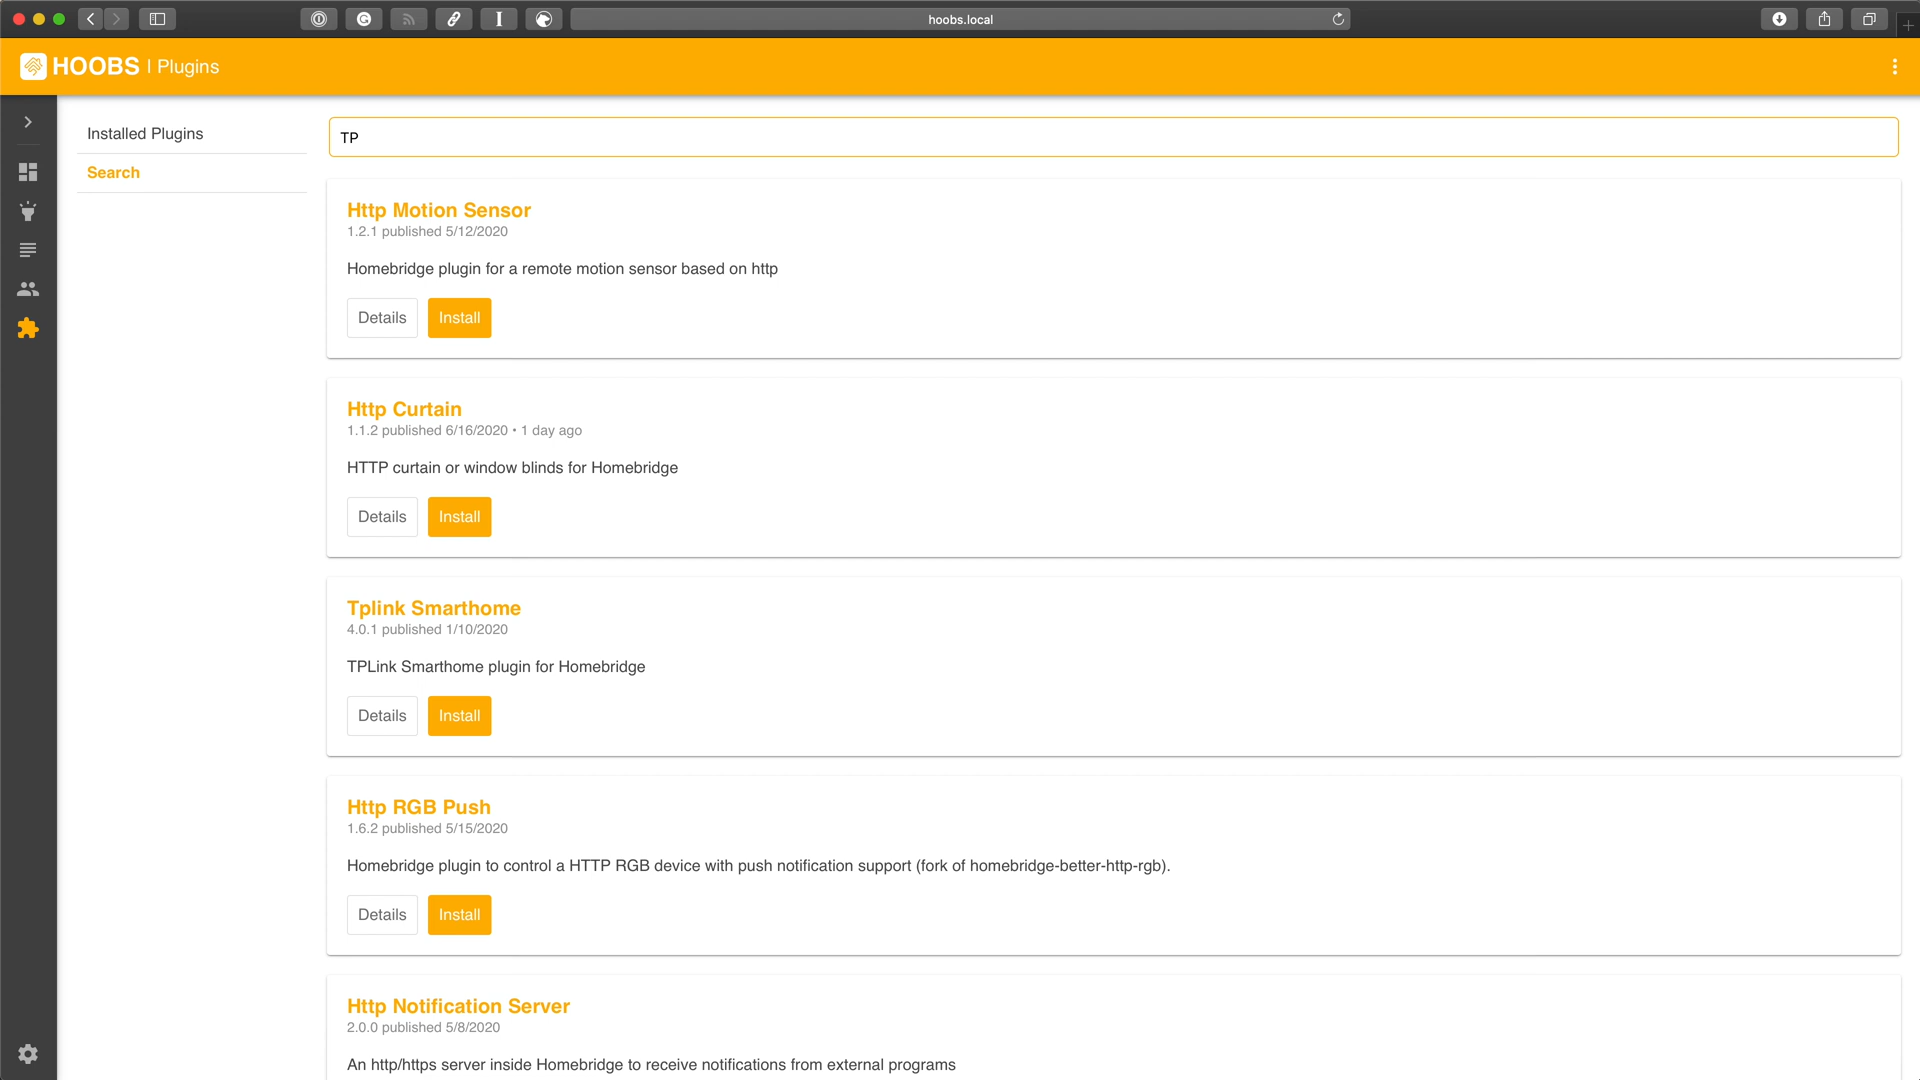 hoobs.local
HOOBS | Plugins
Installed Plugins
Search
TP
Http Motion Sensor
1.2.1 published 5/12/2020
Homebridge plugin for a remote motion sensor based on http
Details
Install
Http Curtain
1.1.2 published 6/16/2020 • 1 day ago
HTTP curtain or window blinds for Homebridge
Details
Install
Tplink Smarthome
4.0.1 published 1/10/2020
TPLink Smarthome plugin for Homebridge
Details
Install
Http RGB Push
1.6.2 published 5/15/2020
Homebridge plugin to control a HTTP RGB device with push notification support (fork of homebridge-better-http-rgb).
Details
Install
Http Notification Server
2.0.0 published 5/8/2020
An http/https server inside Homebridge to receive notifications from external programs